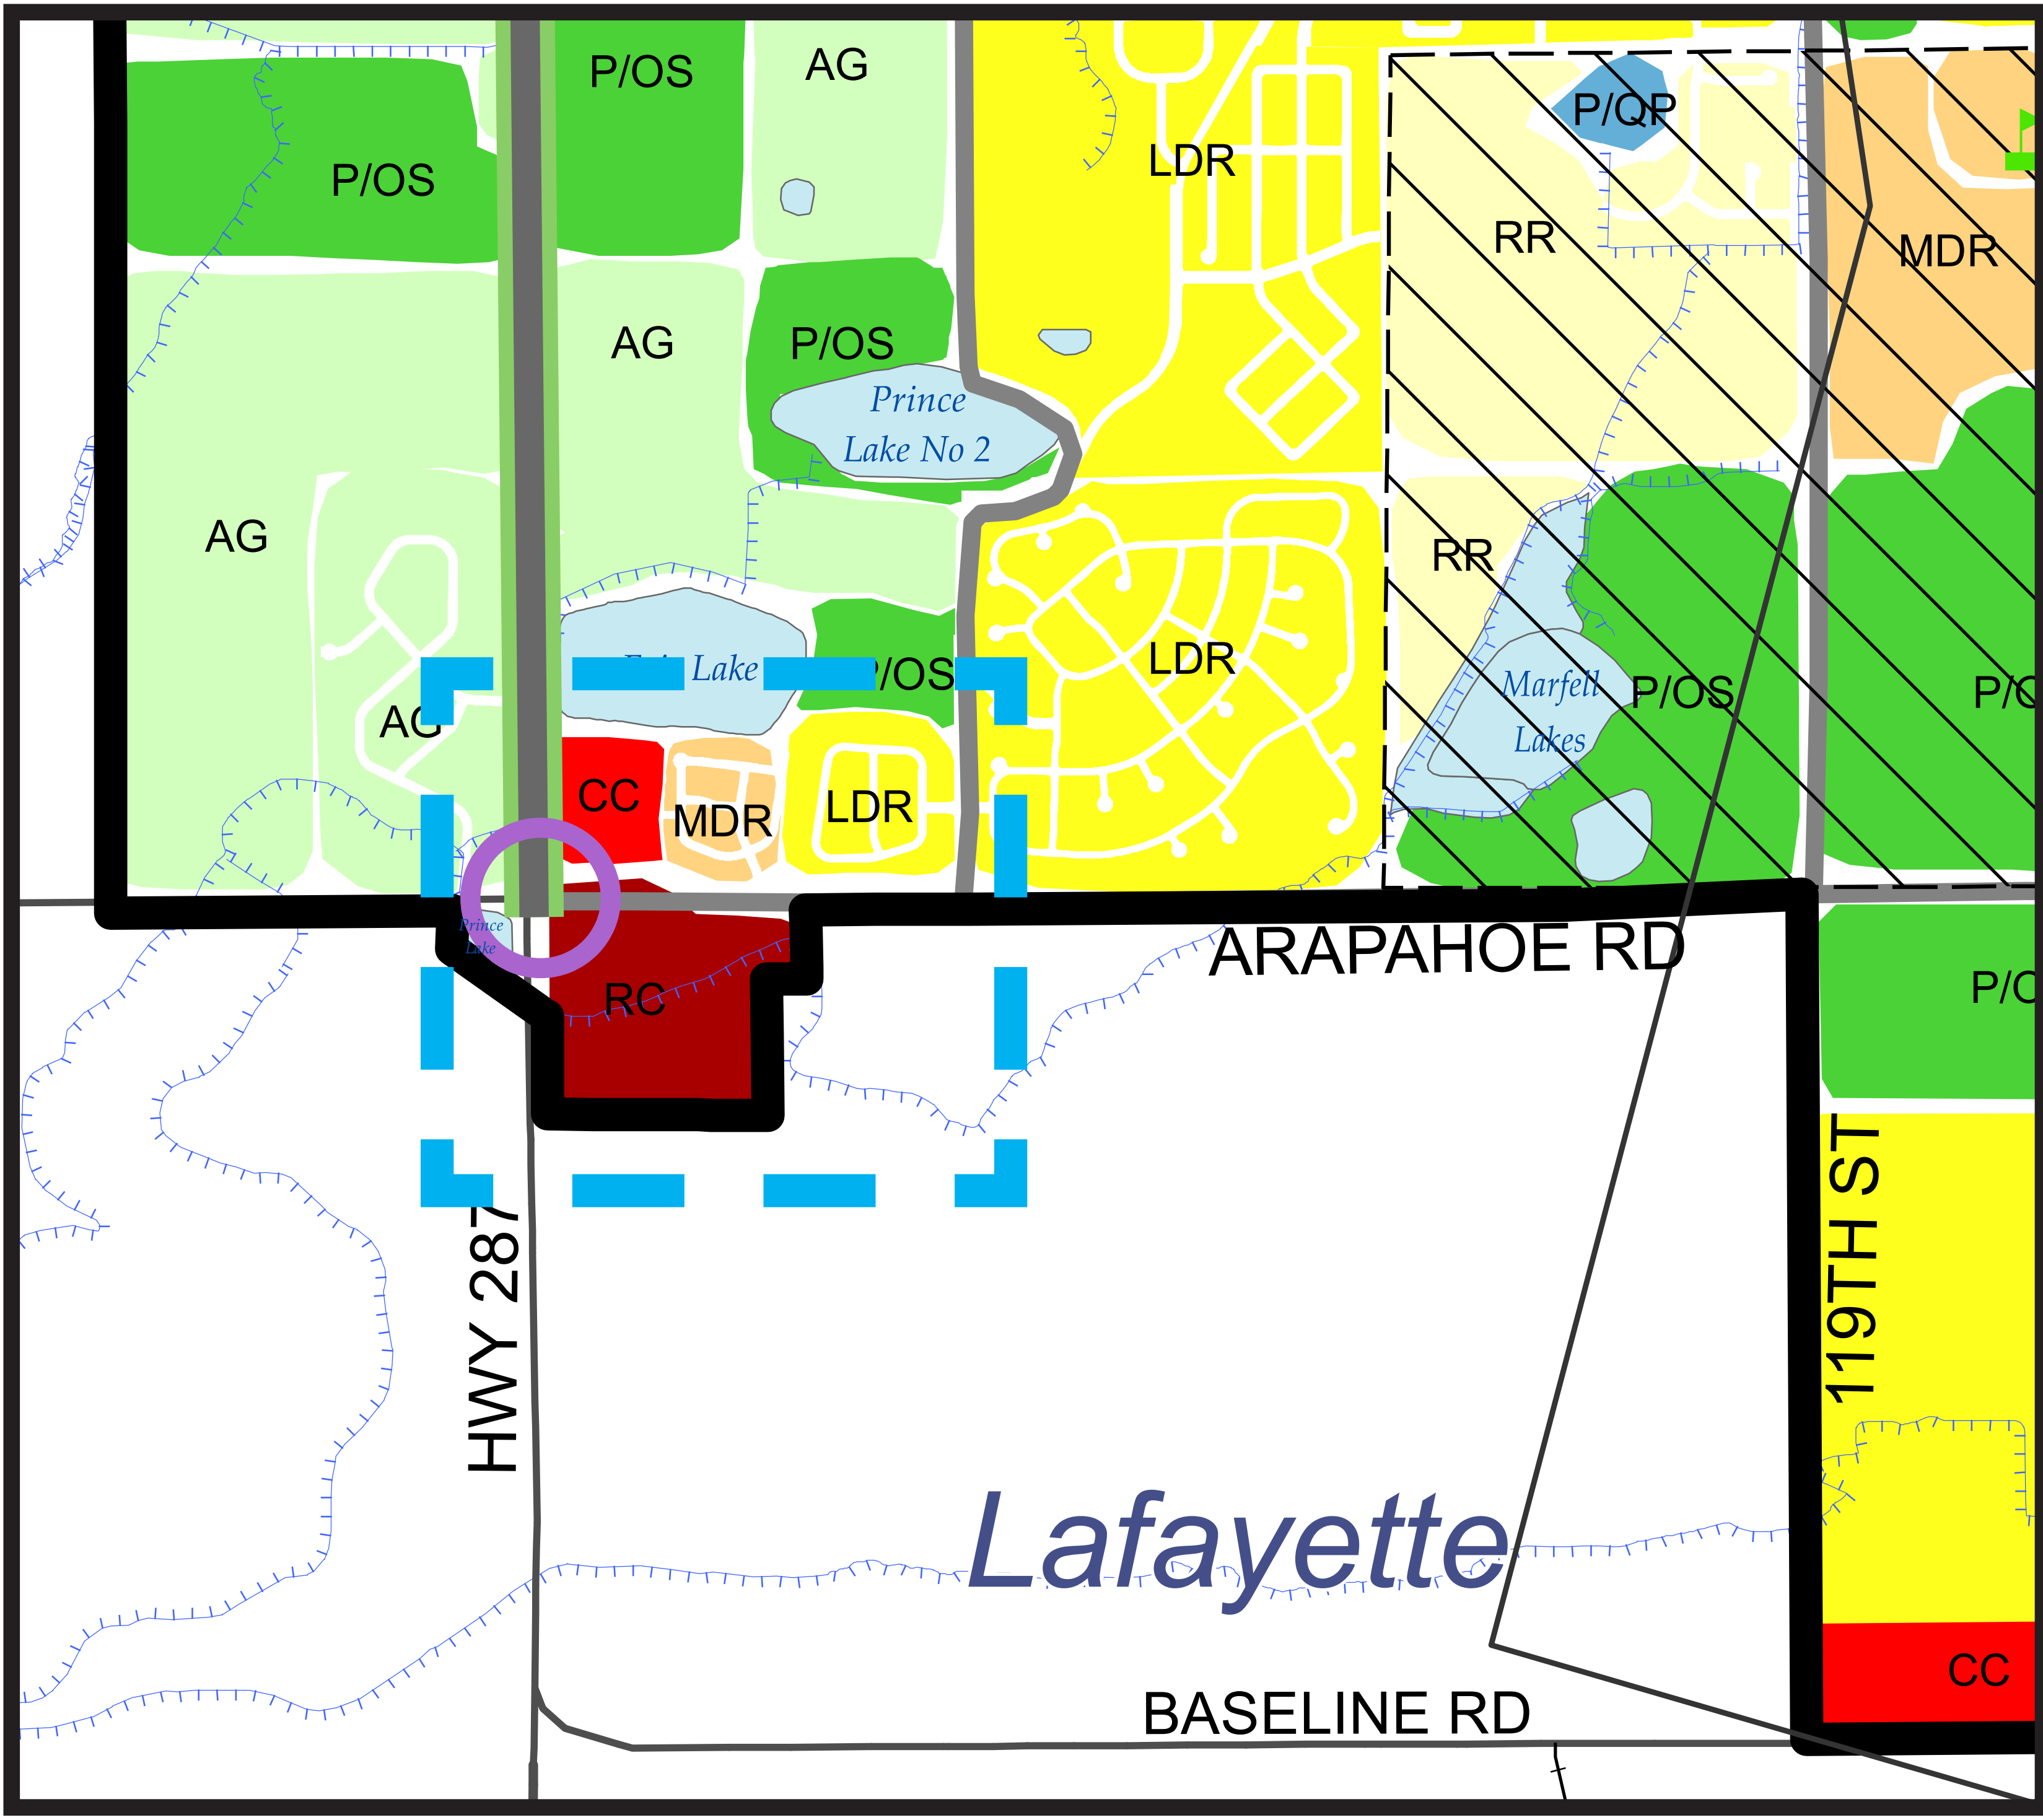 P/OS
AG
P/QP
LDR
P/OS
RR
MDR
AG
P/OS
Prince
Lake No 2
AG
RR
LDR
Lake
/OS
Marfell
Lakes
P/OS
AG
CC
MDR
LDR
Prince
Lake
ARAPAHOE RD
RC
119TH ST
HWY 287
Lafayette
CC
BASELINE RD